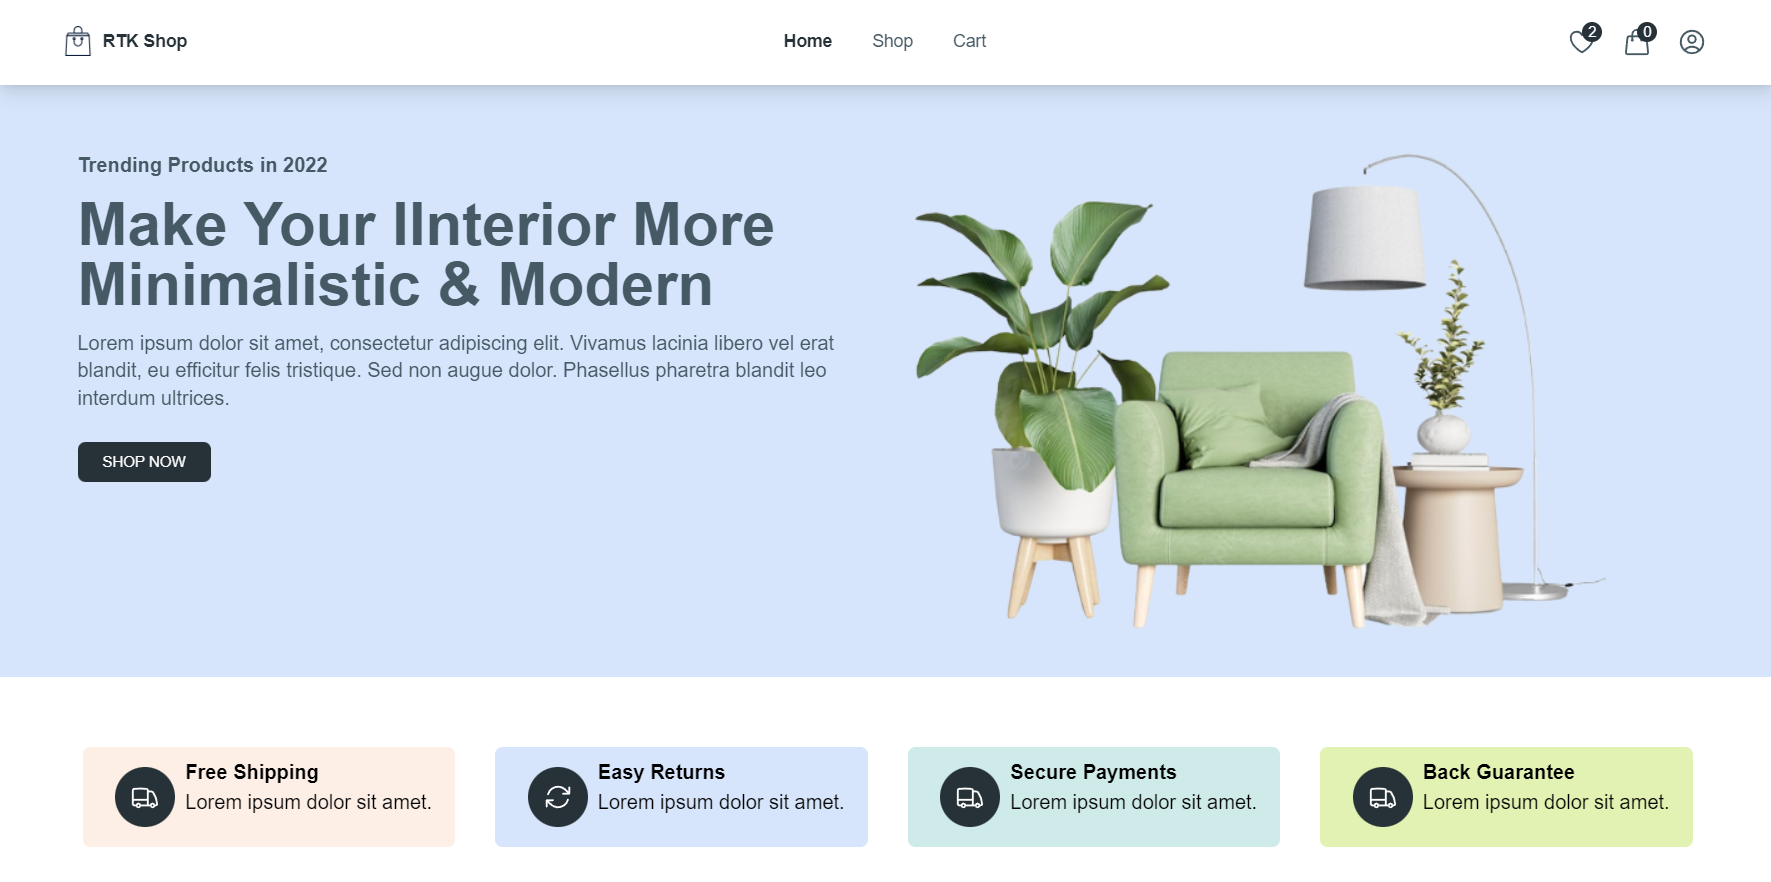 RTK Shop
Home
Shop
Cart
2
0
Trending Products in 2022
Make Your IInterior More
Minimalistic & Modern
Lorem ipsum dolor sit amet, consectetur adipiscing elit. Vivamus lacinia libero vel erat
blandit, eu efficitur felis tristique. Sed non augue dolor. Phasellus pharetra blandit leo
interdum ultrices.
SHOP NOW
Free Shipping
Lorem ipsum dolor sit amet.
Easy Returns
Lorem ipsum dolor sit amet.
Secure Payments
Lorem ipsum dolor sit amet.
Back Guarantee
Lorem ipsum dolor sit amet.